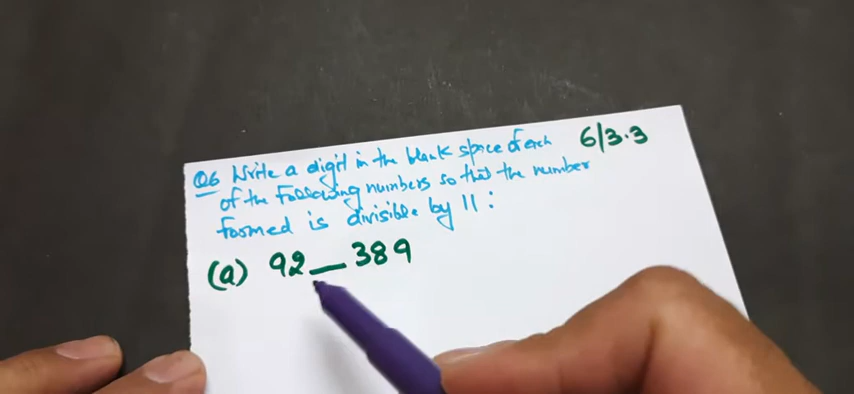 Q6 Write a digit in the blank space of each 6/3.3
of the following numbers so that the number
formed is divisible by 11:
(a) 92_389